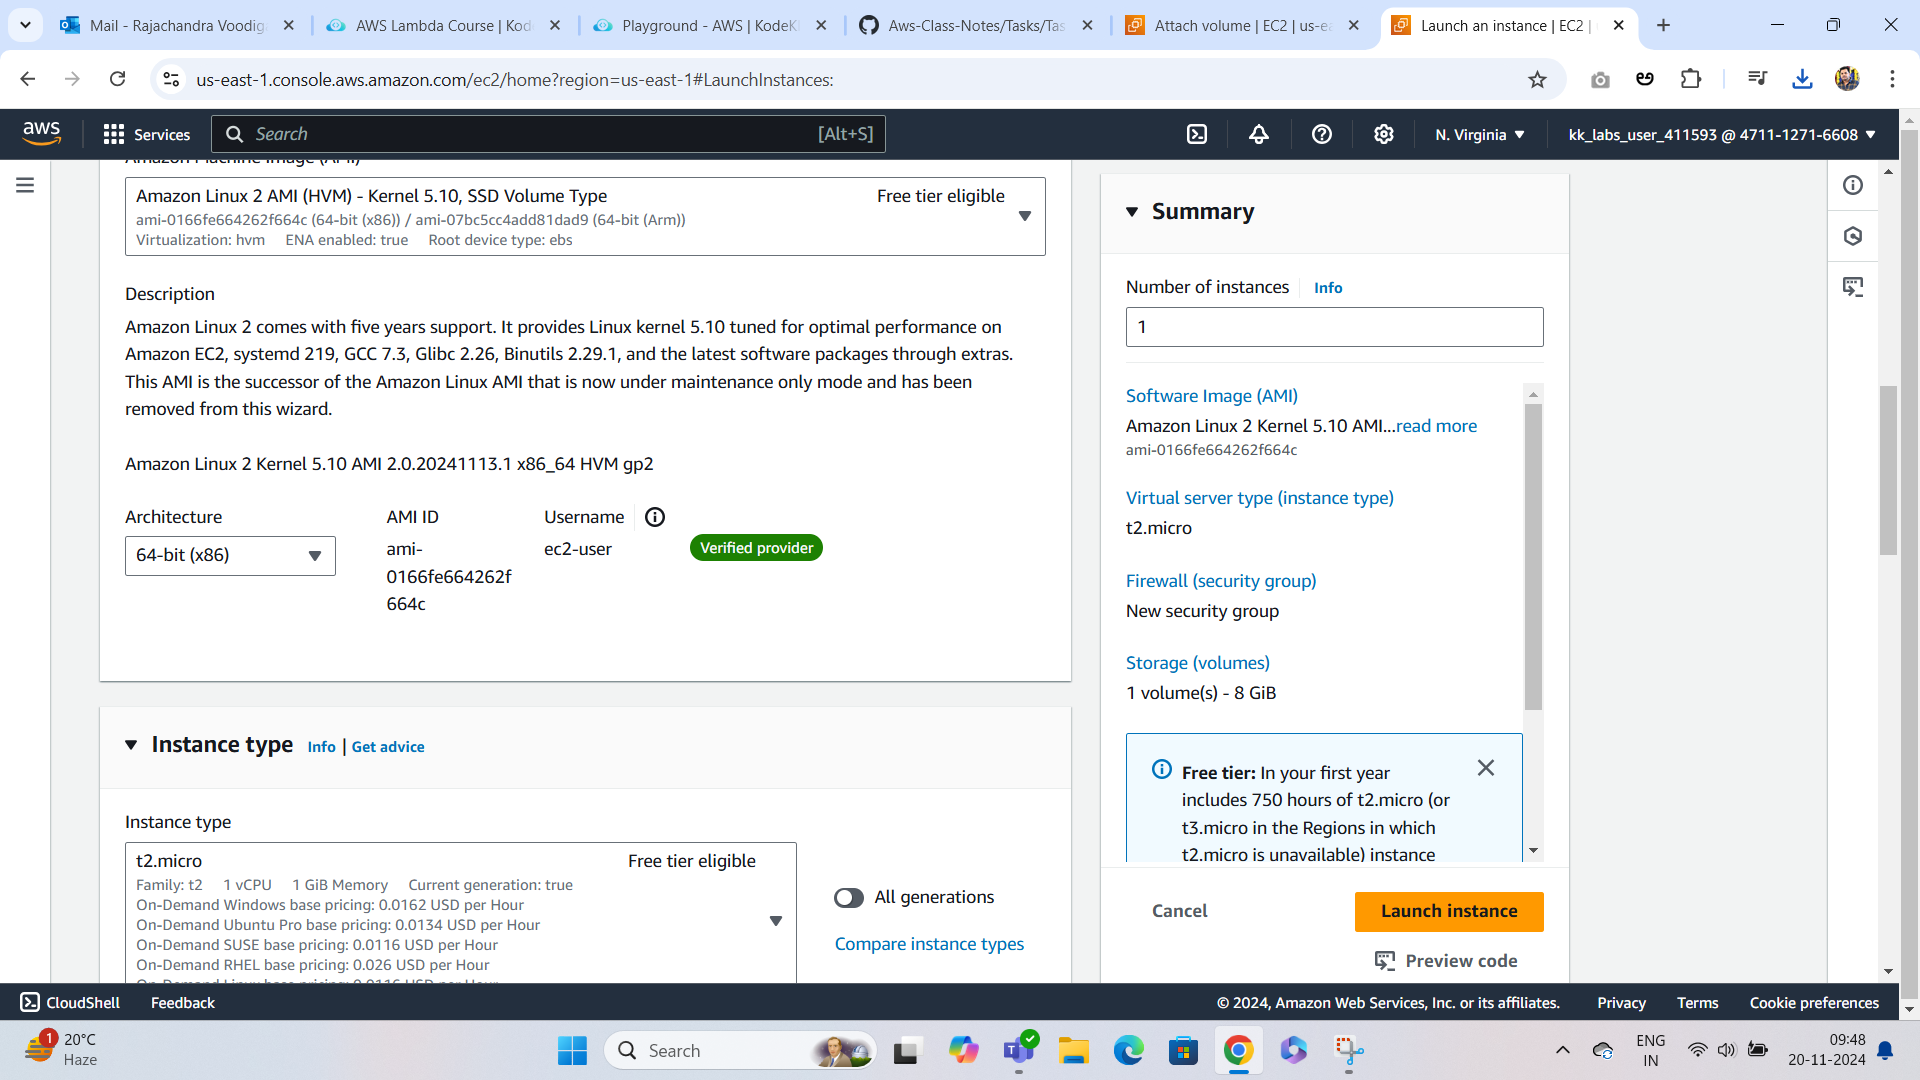 Mail - Rajachandra Voodig
AWS Lambda Course | Kod
Playground - AWS | KodeK
Aws-Class-Notes/Tasks/Tas
Attach volume | EC2 | us-ea
Launch an instance | EC2 |
us-east-1.console.aws.amazon.com/ec2/home?region=us-east-1#LaunchInstances:
aws
Services
Search
[Alt+S]
N. Virginia
kk_labs_user_411593 @ 4711-1271-6608
Amazon Machine Image (AMI)
Amazon Linux 2 AMI (HVM) - Kernel 5.10, SSD Volume Type
Free tier eligible
ami-0166fe664262f664c (64-bit (x86)) / ami-07bc5cc4add81dad9 (64-bit (Arm))
Virtualization: hvm ENA enabled: true Root device type: ebs
Description
Amazon Linux 2 comes with five years support. It provides Linux kernel 5.10 tuned for optimal performance on
Amazon EC2, systemd 219, GCC 7.3, Glibc 2.26, Binutils 2.29.1, and the latest software packages through extras.
This AMI is the successor of the Amazon Linux AMI that is now under maintenance only mode and has been
removed from this wizard.
Amazon Linux 2 Kernel 5.10 AMI 2.0.20241113.1 x86_64 HVM gp2
Architecture
64-bit (x86)
AMI ID
ami-
0166fe664262f
664c
Username
ec2-user
Verified provider
Instance type
Info | Get advice
Instance type
t2.micro
Free tier eligible
Family: t2 1 vCPU 1 GiB Memory Current generation: true
On-Demand Windows base pricing: 0.0162 USD per Hour
On-Demand Ubuntu Pro base pricing: 0.0134 USD per Hour
On-Demand SUSE base pricing: 0.0116 USD per Hour
On-Demand RHEL base pricing: 0.026 USD per Hour
On-Demand Linux base pricing: 0.0116 USD per Hour
All generations
Compare instance types
Summary
Number of instances
Info
1
Software Image (AMI)
Amazon Linux 2 Kernel 5.10 AMI...read more
ami-0166fe664262f664c
Virtual server type (instance type)
t2.micro
Firewall (security group)
New security group
Storage (volumes)
1 volume(s) - 8 GiB
Free tier: In your first year
includes 750 hours of t2.micro (or
t3.micro in the Regions in which
t2.micro is unavailable) instance
Cancel
Launch instance
Preview code
CloudShell
Feedback
© 2024, Amazon Web Services, Inc. or its affiliates.
Privacy
Terms
Cookie preferences
1
20°C
Haze
Search
ENG
IN
09:48
20-11-2024